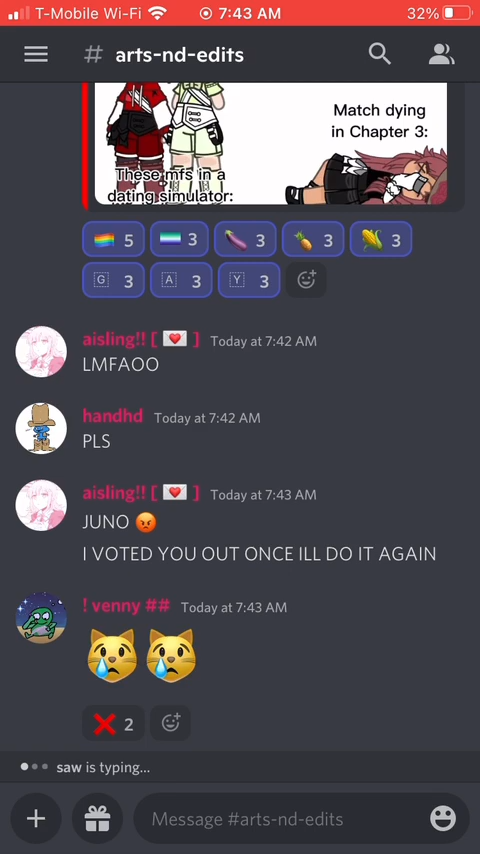 T-Mobile Wi-Fi 7:43 AM 32%
# arts-nd-edits
Match dying
in Chapter 3:
These mfs in a
dating simulator:
🏳️‍🌈 5 3 🍆 3 🍍 3 🌽 3
G 3 A 3 Y 3
aisling!! [ 💌 ] Today at 7:42 AM
LMFAOO
handhd Today at 7:42 AM
PLS
aisling!! [ 💌 ] Today at 7:43 AM
JUNO 😡
I VOTED YOU OUT ONCE ILL DO IT AGAIN
! venny ## Today at 7:43 AM
😿😿
❌ 2
saw is typing...
Message #arts-nd-edits